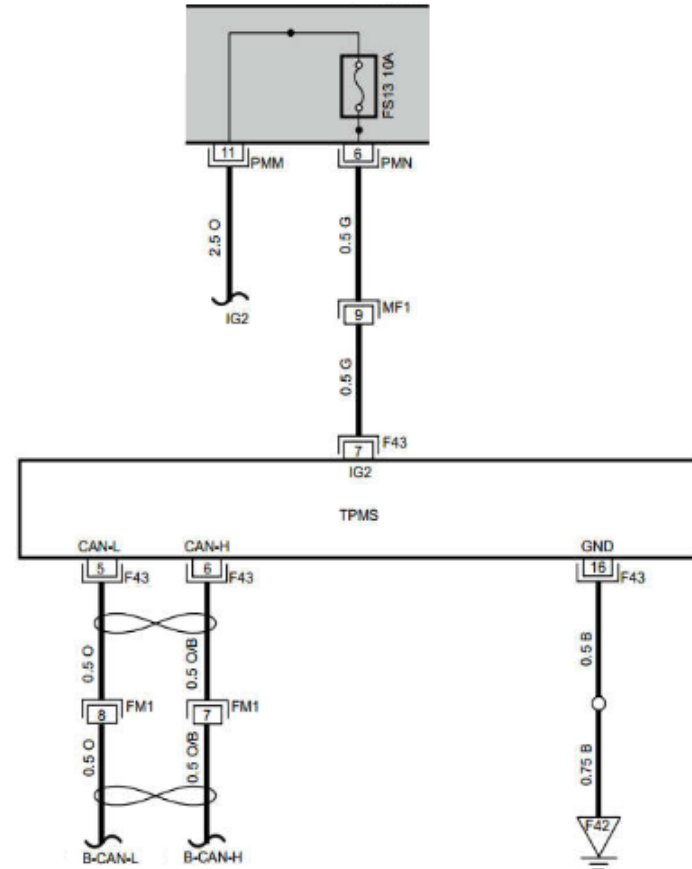 FS13 10A
11
PMM
6
PMN
2.5 O
0.5 G
IG2
9
MF1
0.5 G
7
F43
IG2
TPMS
CAN-L
CAN-H
GND
5
F43
6
F43
16
F43
0.5 O
0.5 O/B
0.5 B
8
FM1
7
FM1
0.5 O
0.5 O/B
0.75 B
F42
B-CAN-L
B-CAN-H